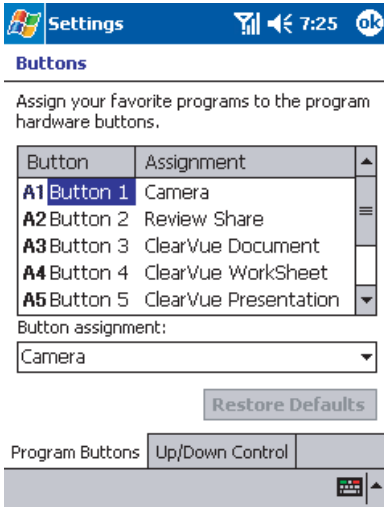 Settings 7:25 ok
Buttons
Assign your favorite programs to the program
hardware buttons.
Button Assignment
A1 Button 1 Camera
A2 Button 2 Review Share
A3 Button 3 ClearVue Document
A4 Button 4 ClearVue WorkSheet
A5 Button 5 ClearVue Presentation
Button assignment:
Camera
Restore Defaults
Program Buttons Up/Down Control